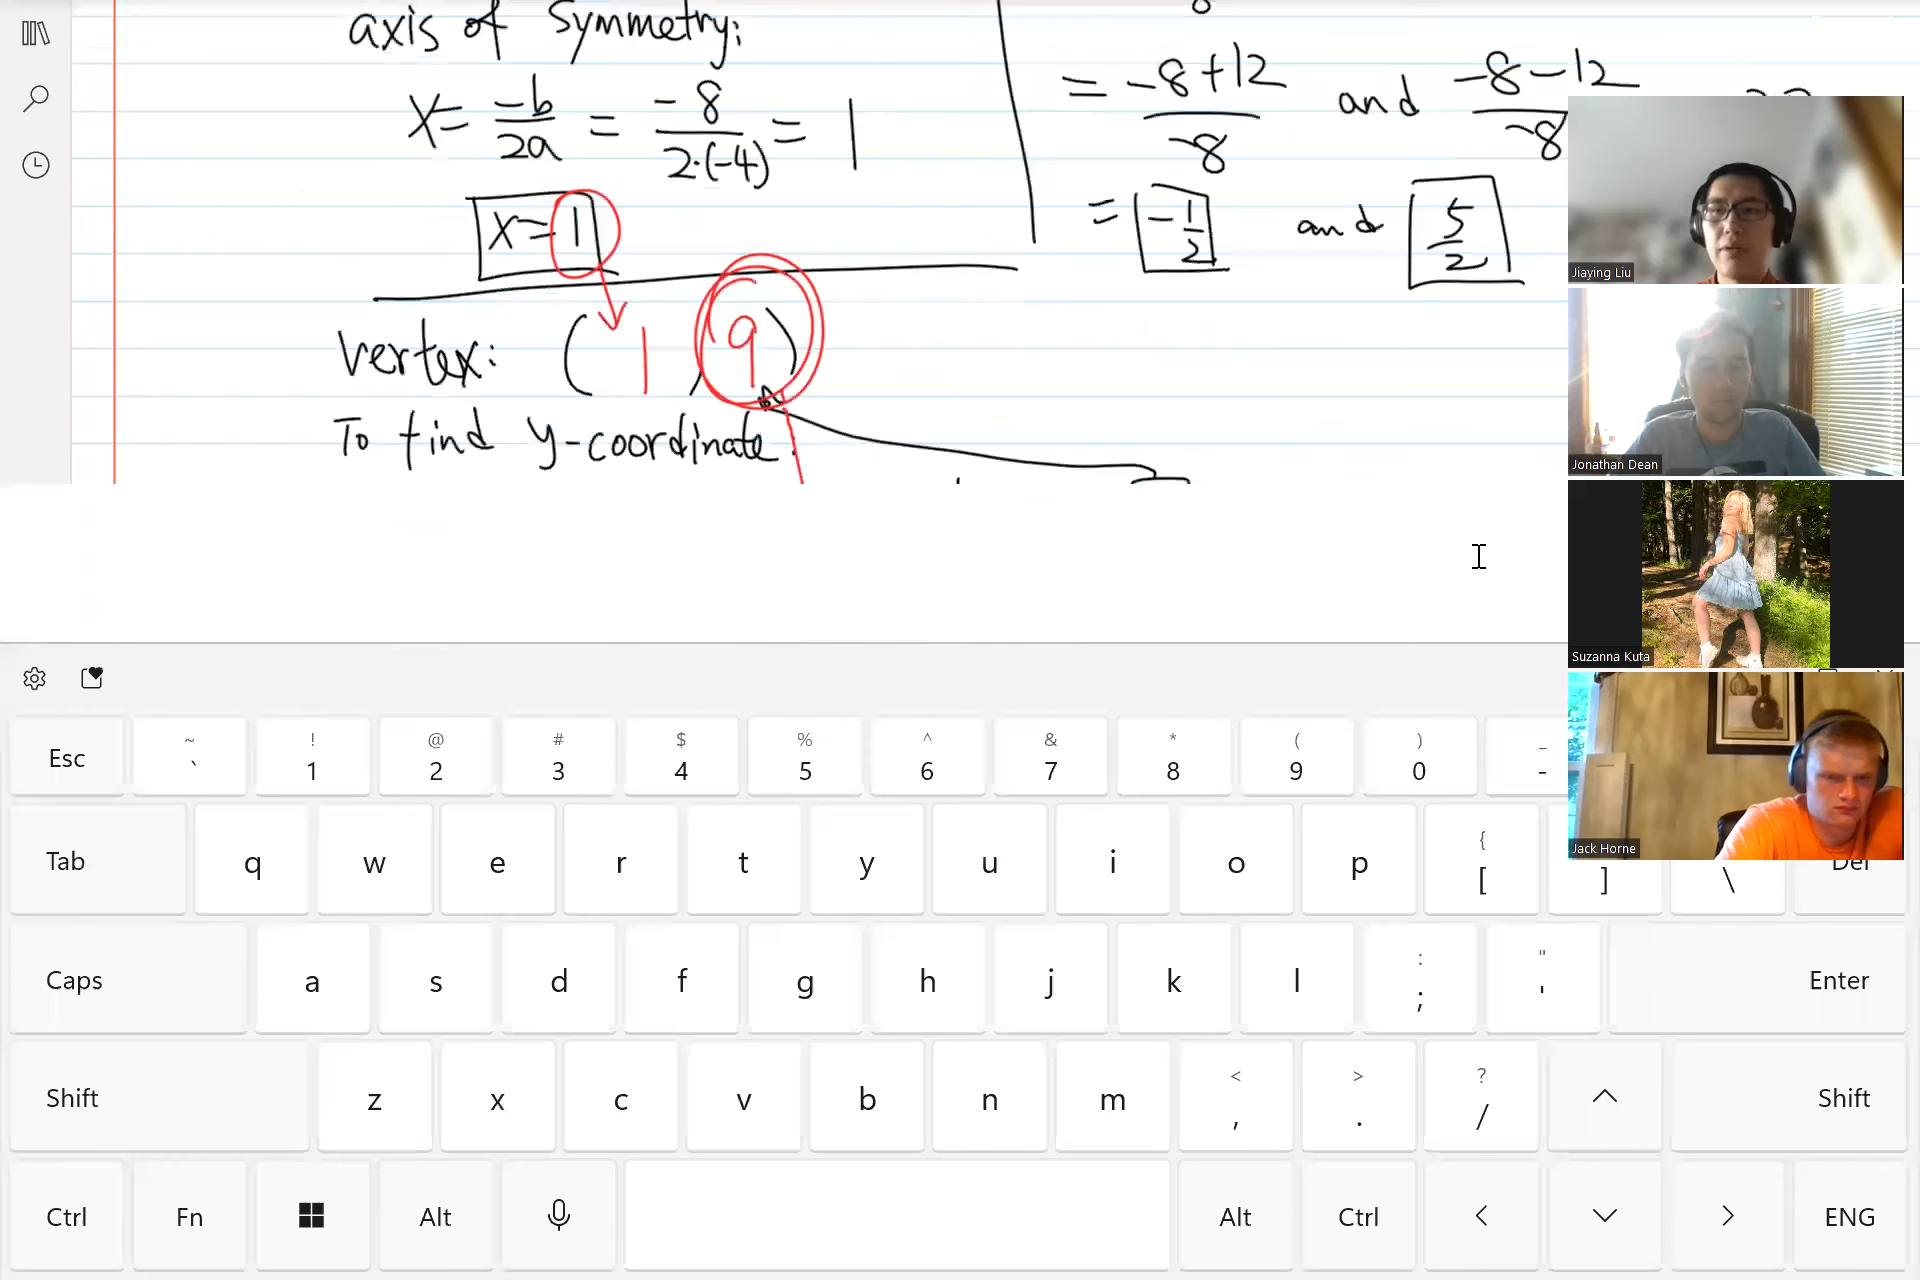 axis of Symmetry:
x = -b/2a = -8/2·(-4) = 1
x = 1
vertex: (1, 9)
To find y-coordinate:
= -8+12/-8 and -8-12/-8
= -1/2 and 5/2
Jiaying Liu
Jonathan Dean
Suzanna Kuta
Jack Horne
Esc ~ ` ! 1 @ 2 # 3 $ 4 % 5 ^ 6 & 7 * 8 ( 9 ) 0 _ -
Tab q w e r t y u i o p { [ ] \ Del
Caps a s d f g h j k l : ; " ' Enter
Shift z x c v b n m < , > . ? / Shift
Ctrl Fn Alt Alt Ctrl < > ENG